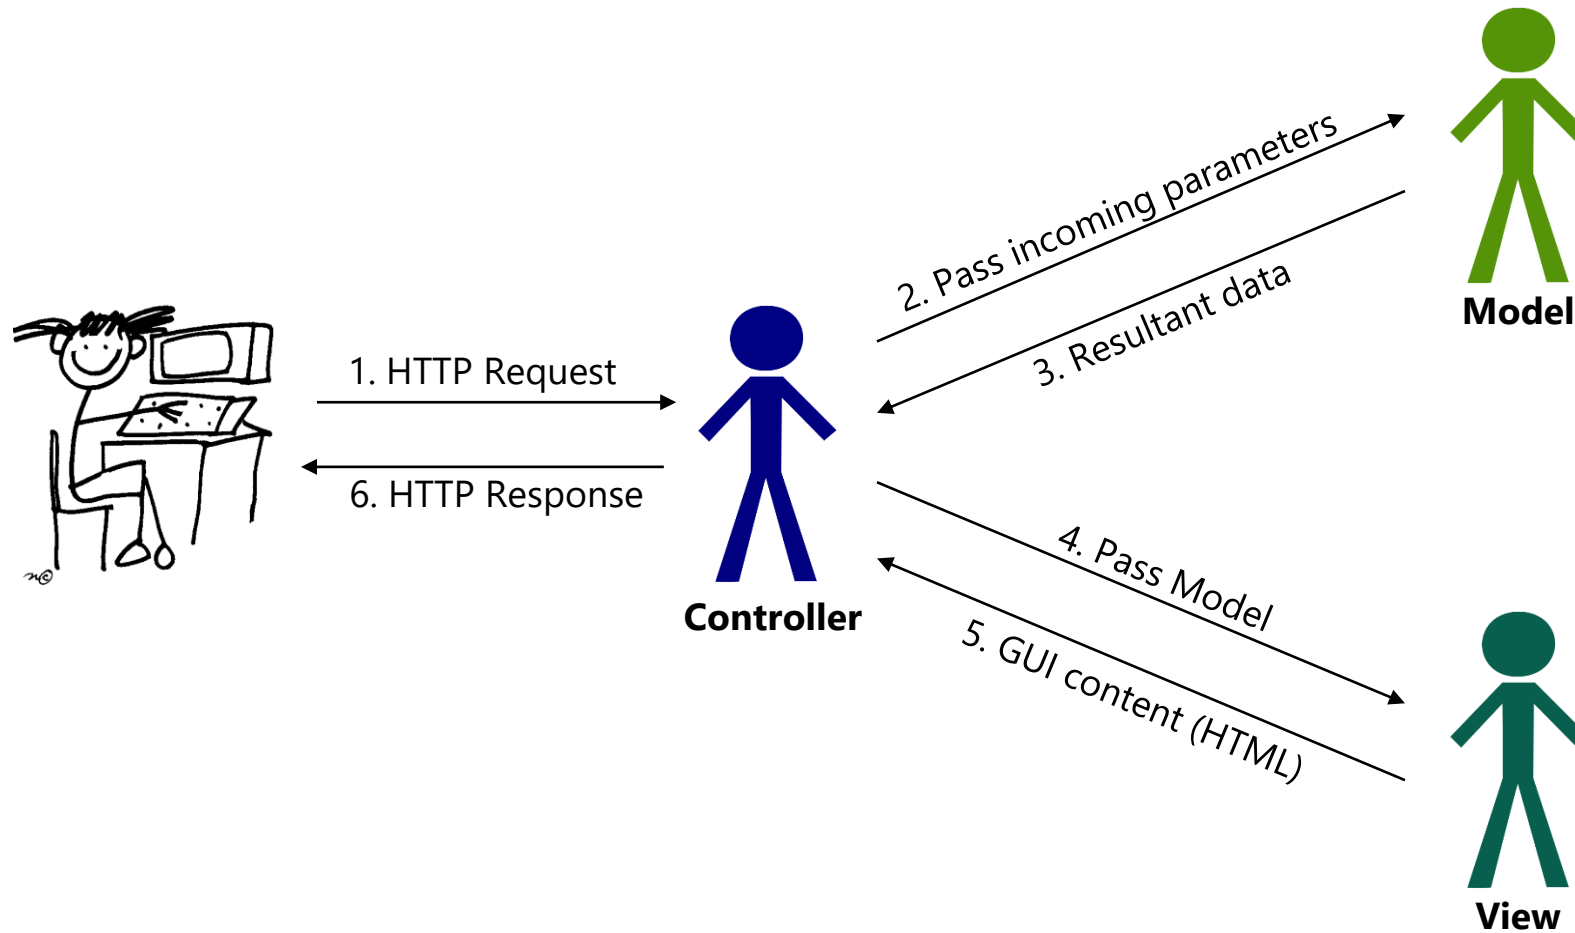 1. HTTP Request
6. HTTP Response
Controller
2. Pass incoming parameters
3. Resultant data
Model
4. Pass Model
5. GUI content (HTML)
View